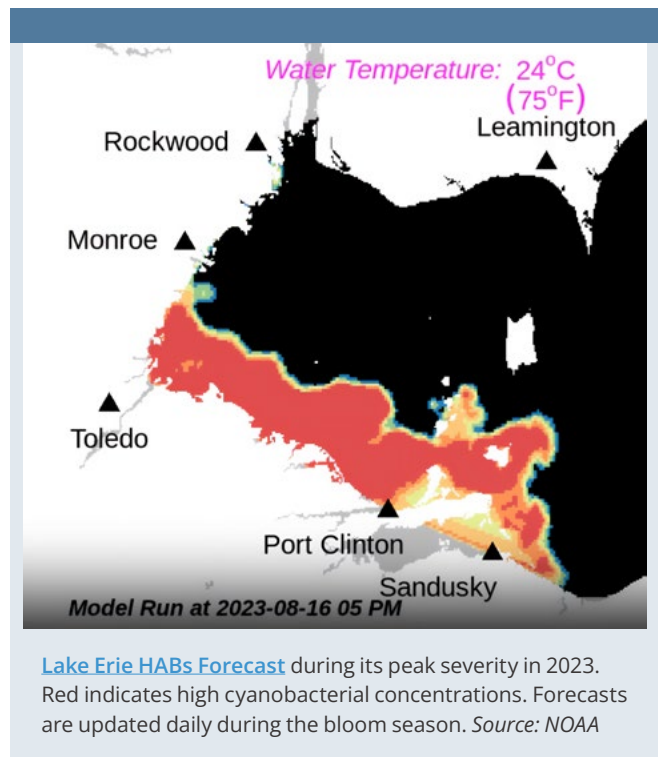 Water Temperature: 24°C
(75°F)
Leamington
Rockwood
Monroe
Toledo
Port Clinton
Sandusky
Model Run at 2023-08-16 05 PM
Lake Erie HABs Forecast during its peak severity in 2023.
Red indicates high cyanobacterial concentrations. Forecasts
are updated daily during the bloom season. Source: NOAA